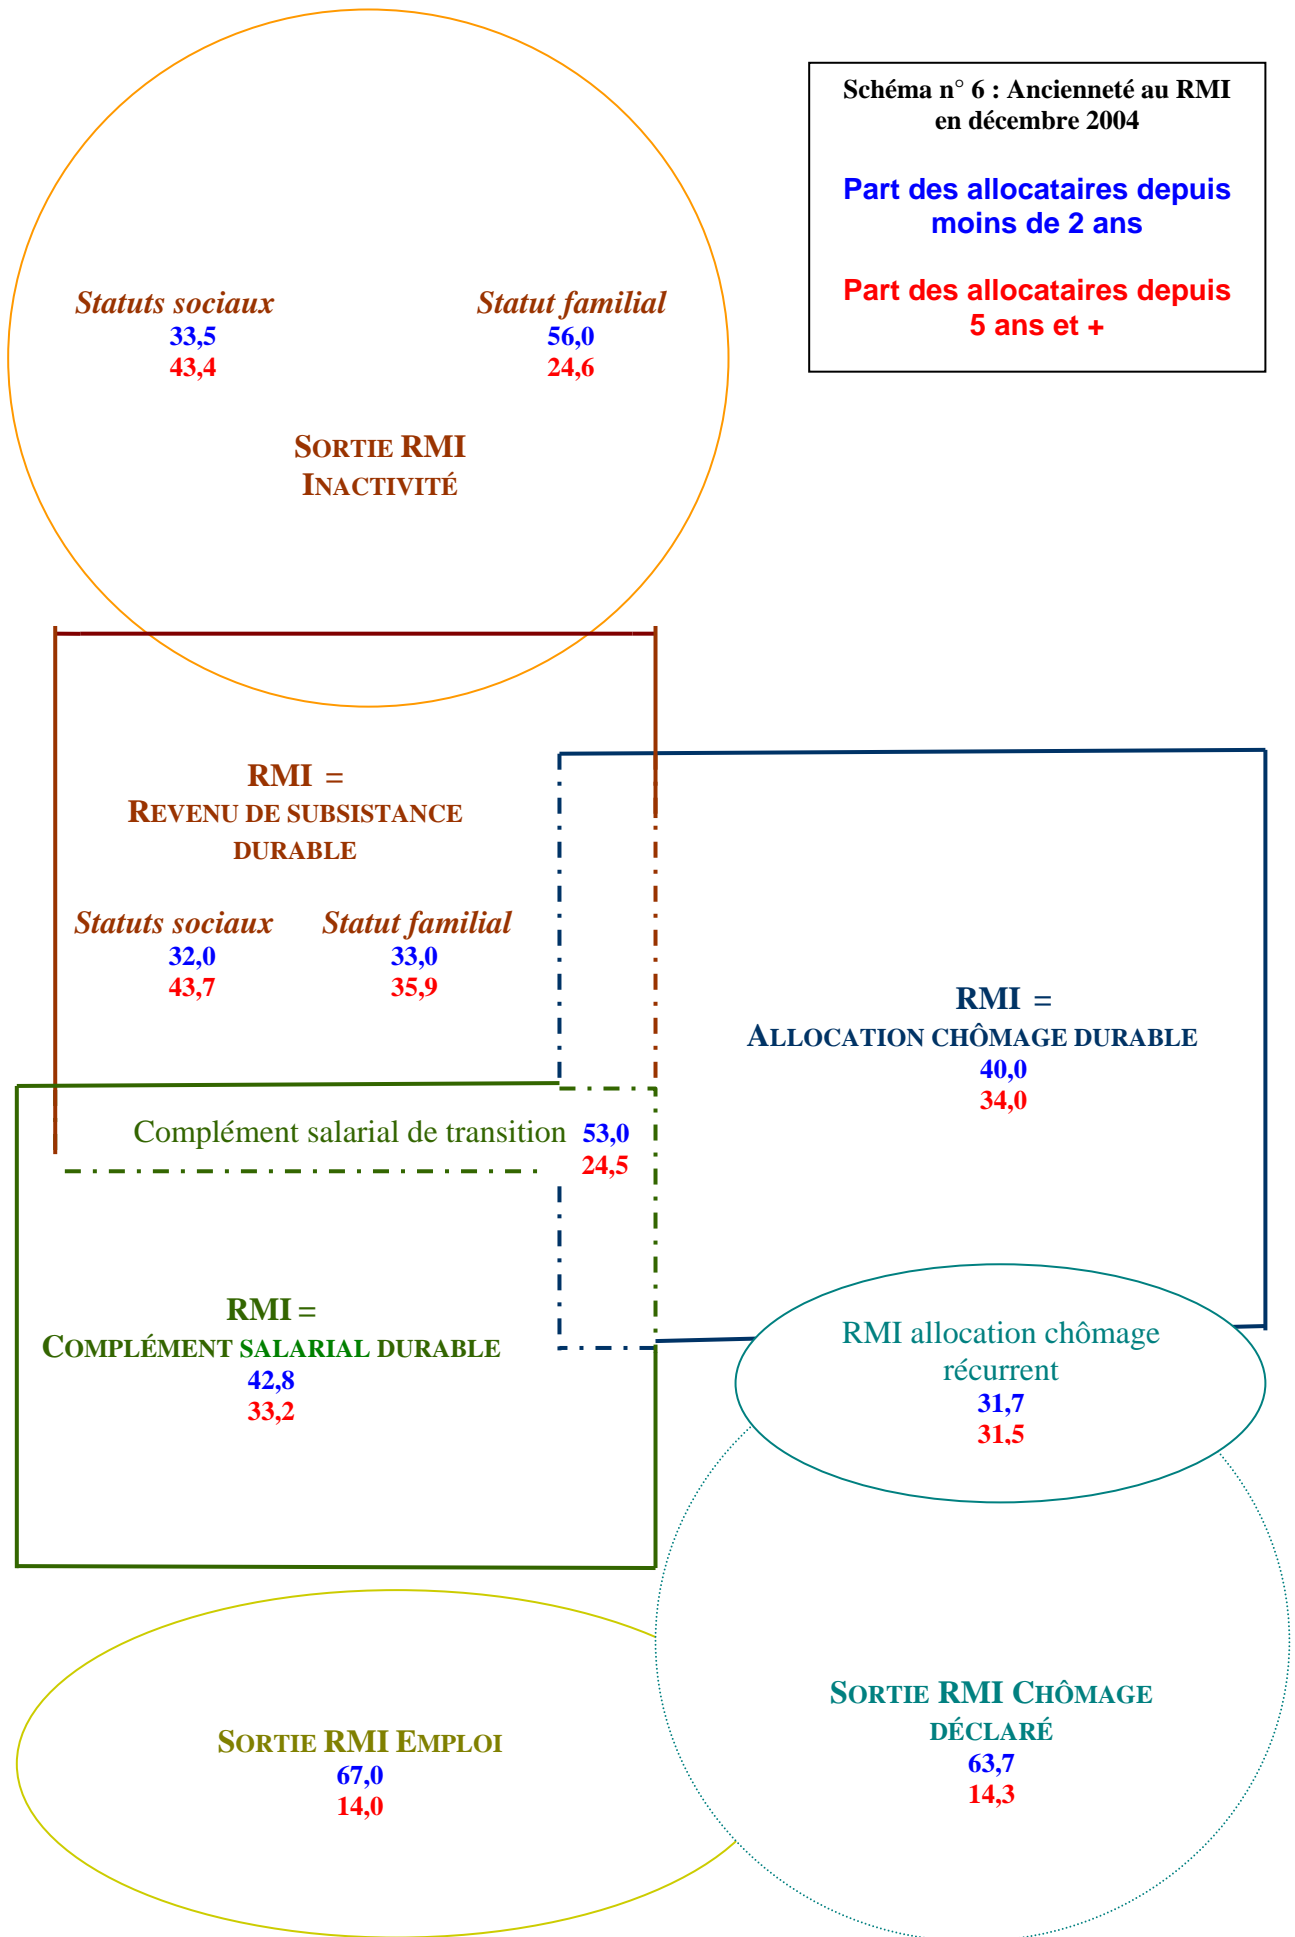 Schéma n° 6 : Ancienneté au RMI
en décembre 2004
Part des allocataires depuis
moins de 2 ans
Part des allocataires depuis
5 ans et +
Statuts sociaux
33,5
43,4
Statut familial
56,0
24,6
SORTIE RMI
INACTIVITÉ
RMI =
REVENU DE SUBSISTANCE
DURABLE
Statuts sociaux
32,0
43,7
Statut familial
33,0
35,9
RMI =
ALLOCATION CHÔMAGE DURABLE
40,0
34,0
Complément salarial de transition 53,0
24,5
RMI =
COMPLÉMENT SALARIAL DURABLE
42,8
33,2
RMI allocation chômage
récurrent
31,7
31,5
SORTIE RMI CHÔMAGE
DÉCLARÉ
63,7
14,3
SORTIE RMI EMPLOI
67,0
14,0